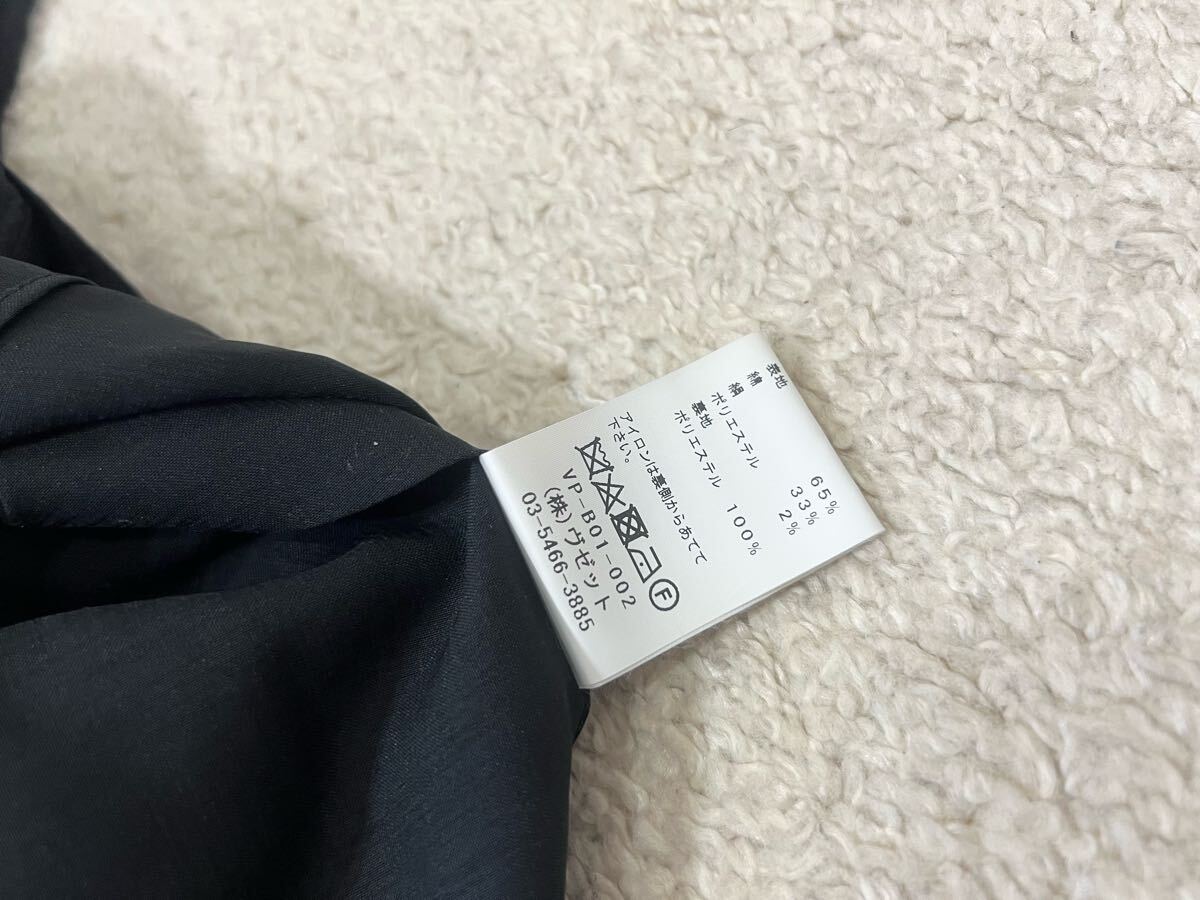 表地
綿 65%
絹 33%
ポリエステル 2%
裏地
ポリエステル 100%
アイロンは裏側からあてて
下さい。
F
VP-B01-002
(株)ヴゼット
03-5466-3885